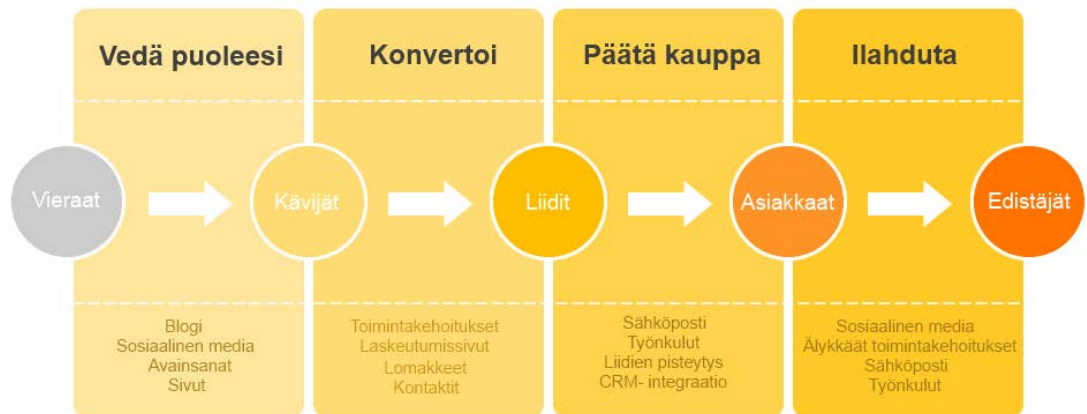 Vedä puoleesi
Konvertoi
Päätä kauppa
Ilahduta
Vieraat
Kävijät
Liidit
Asiakkaat
Edistäjät
Blogi
Sosiaalinen media
Avainsanat
Sivut
Toimintakehoitukset
Laskeutumissivut
Lomakkeet
Kontaktit
Sähköposti
Työnkulut
Liidien pisteytys
CRM- integraatio
Sosiaalinen media
Älykkäät toimintakehoitukset
Sähköposti
Työnkulut